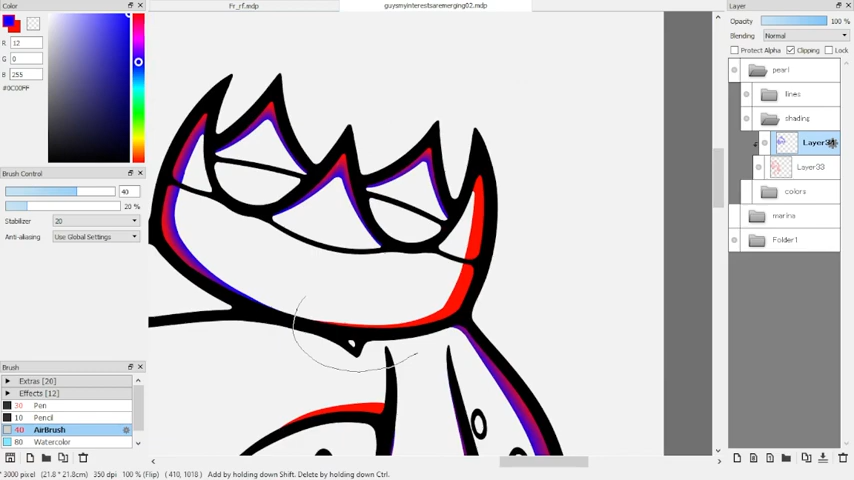 Color
Fr_rf.mdp
guysmyinterestsaremerging02.mdp
Layer
R:
12
G:
0
B:
255
#0C00FF
Opacity
100 %
Blending
Normal
Protect Alpha
Clipping
Lock
pearl
lines
shading
Layer33
colors
marina
Folder1
Brush Control
40
20 %
Stabilizer
20
Anti-aliasing
Use Global Settings
Brush
Extras [20]
Effects [12]
30 Pen
10 Pencil
40 AirBrush
80 Watercolor
* 3000 pixel (21.8 * 21.8cm) 350 dpi 100 % (Flip) ( 410, 1018 ) Add by holding down Shift. Delete by holding down Ctrl.